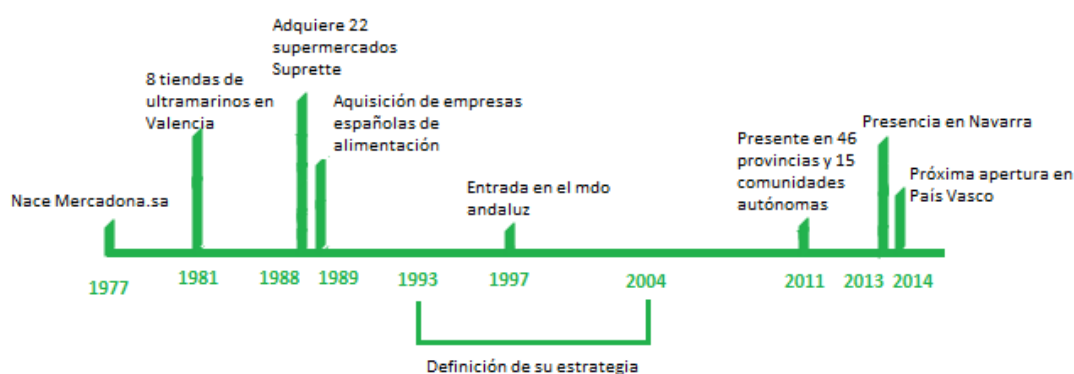 Adquiere 22
supermercados
Suprette
8 tiendas de
ultramarinos en
Valencia
Aquisición de empresas
españolas de
alimentación
Nace Mercadona.sa
Entrada en el mdo
andaluz
Presente en 46
provincias y 15
comunidades
autónomas
Presencia en Navarra
Próxima apertura en
País Vasco
1977
1981
1988
1989
1993
1997
2004
2011
2013
2014
Definición de su estrategia